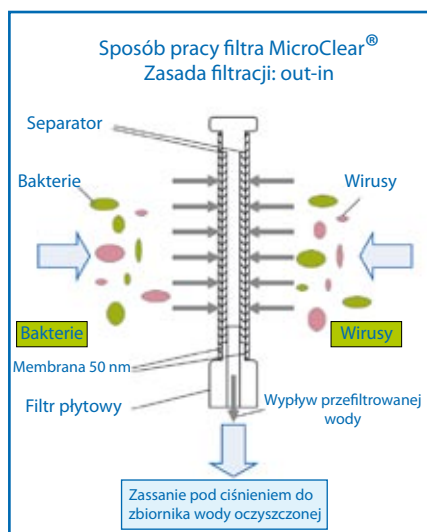 Sposób pracy filtra MicroClear®
Zasada filtracji: out-in
Separator
Bakterie
Wirusy
Bakterie
Wirusy
Membrana 50 nm
Filtr płytowy
Wypływ przefiltrowanej
wody
Zassanie pod ciśnieniem do
zbiornika wody oczyszczonej